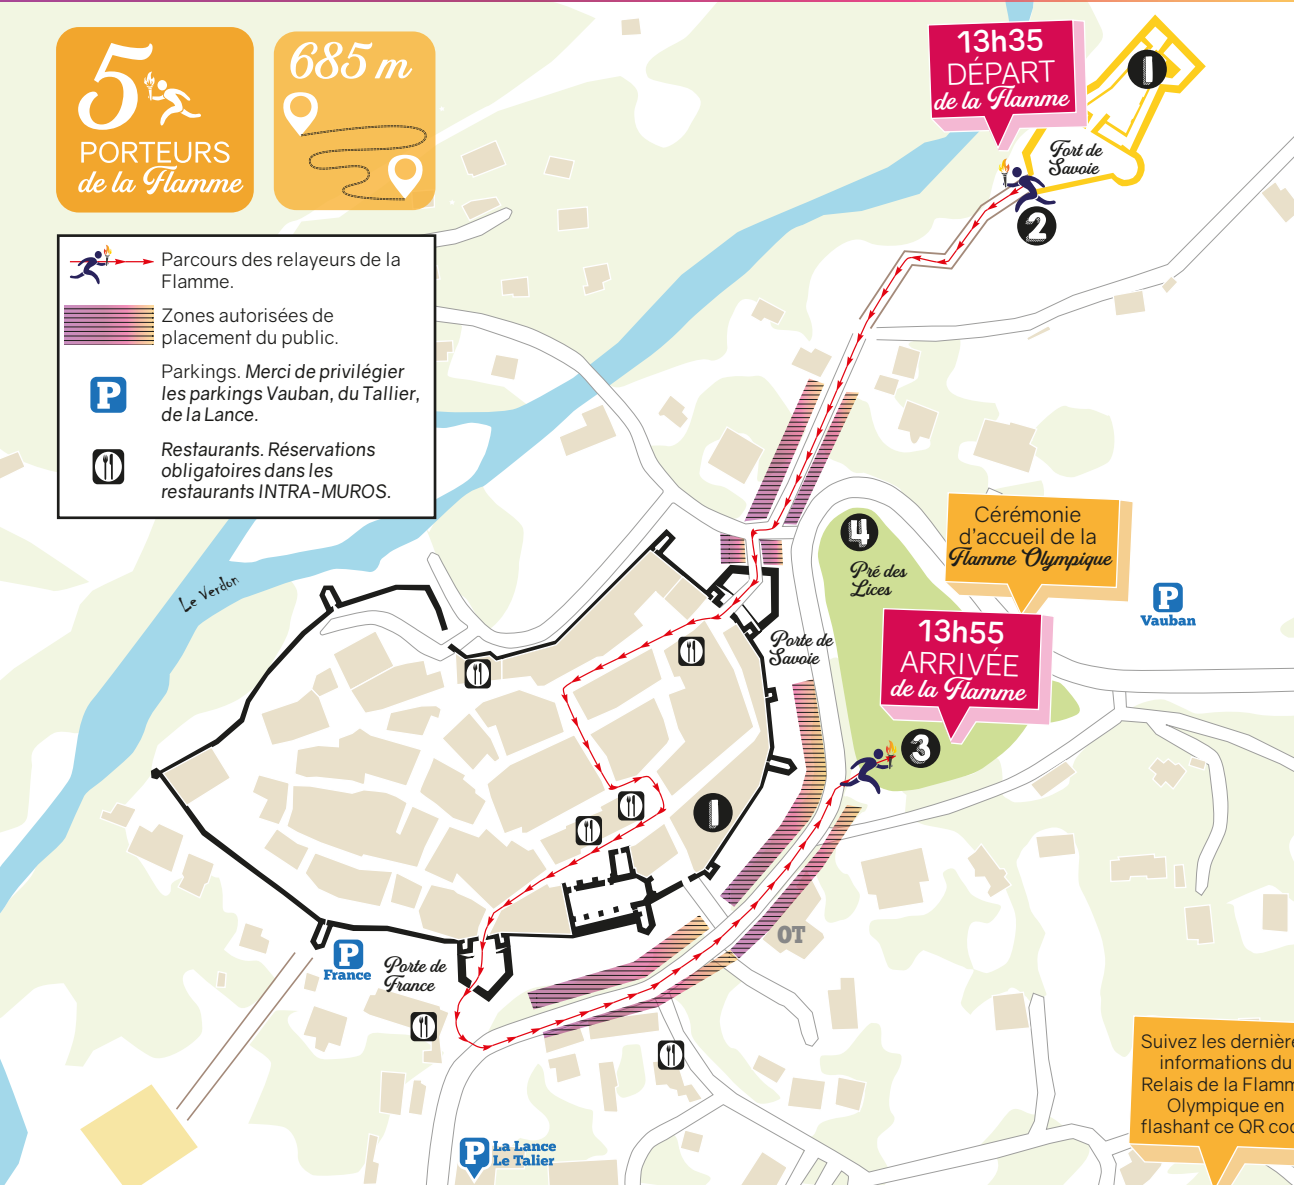 5
PORTEURS
de la Flamme
685 m
Parcours des relayeurs de la
Flamme.
Zones autorisées de
placement du public.
P
Parkings. Merci de privilégier
les parkings Vauban, du Tallier,
de la Lance.
Restaurants. Réservations
obligatoires dans les
restaurants INTRA-MUROS.
13h35
DÉPART
de la Flamme
1
Fort de
Savoie
2
4
Pré des
Lices
Cérémonie
d'accueil de la
Flamme Olympique
P
Vauban
13h55
ARRIVÉE
de la Flamme
3
Le Verdon
Porte de
Savoie
1
OT
P
France
Porte de
France
P
La Lance
Le Talier
Suivez les dernière
informations du
Relais de la Flamm
Olympique en
flashant ce QR cod